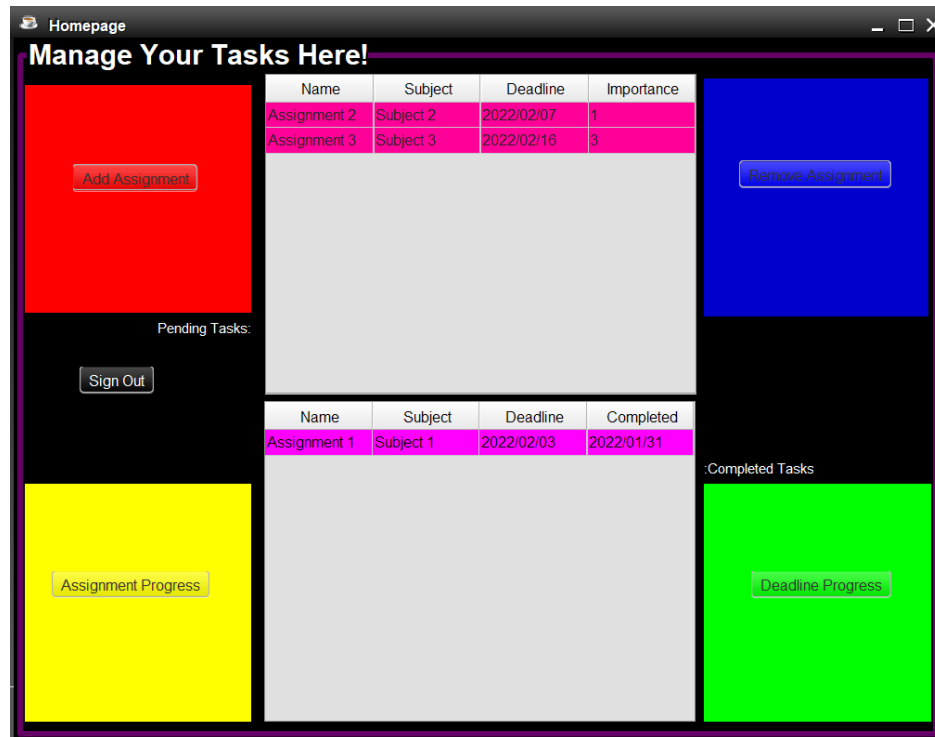 Homepage
Manage Your Tasks Here!
Name Subject Deadline Importance
Assignment 2 Subject 2 2022/02/07 1
Assignment 3 Subject 3 2022/02/16 3
Add Assignment
Remove Assignment
Pending Tasks:
Sign Out
Name Subject Deadline Completed
Assignment 1 Subject 1 2022/02/03 2022/01/31
:Completed Tasks
Assignment Progress
Deadline Progress